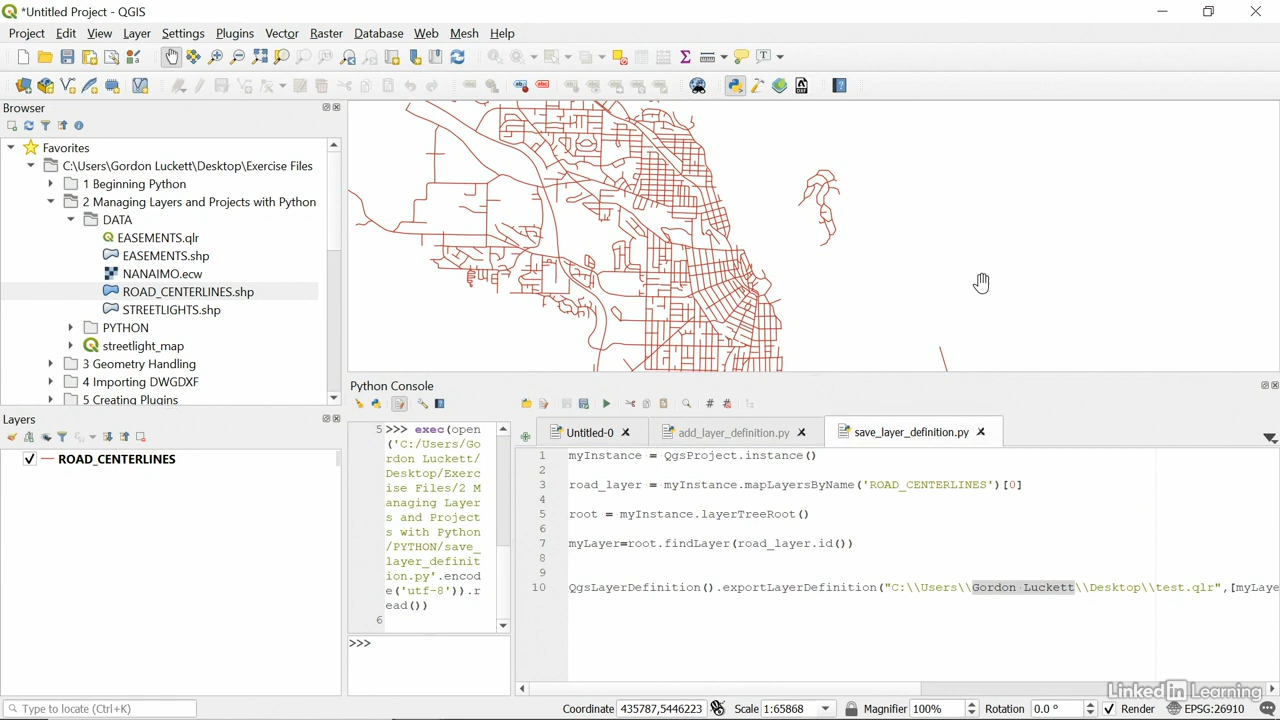 *Untitled Project - QGIS
Project Edit View Layer Settings Plugins Vector Raster Database Web Mesh Help
Browser
Favorites
C:\Users\Gordon Luckett\Desktop\Exercise Files
1 Beginning Python
2 Managing Layers and Projects with Python
DATA
EASEMENTS.qlr
EASEMENTS.shp
NANAIMO.ecw
ROAD_CENTERLINES.shp
STREETLIGHTS.shp
PYTHON
streetlight_map
3 Geometry Handling
4 Importing DWGDXF
5 Creating Plugins
Layers
ROAD_CENTERLINES
Python Console
5 >>> exec(open
('C:/Users/Go
rdon Luckett/
Desktop/Exerc
ise Files/2 M
anaging Layer
s and Project
s with Python
/PYTHON/save_
layer_definit
ion.py'.encod
e('utf-8')).r
ead())
6
>>>
Untitled-0 add_layer_definition.py save_layer_definition.py
1 myInstance = QgsProject.instance()
2
3 road_layer = myInstance.mapLayersByName('ROAD_CENTERLINES')[0]
4
5 root = myInstance.layerTreeRoot()
6
7 myLayer=root.findLayer(road_layer.id())
8
9
10 QgsLayerDefinition().exportLayerDefinition("C:\\Users\\Gordon Luckett\\Desktop\\test.qlr",[myLaye
Linked in Learning
Type to locate (Ctrl+K) Coordinate 435787,5446223 Scale 1:65868 Magnifier 100% Rotation 0.0 ° Render EPSG:26910